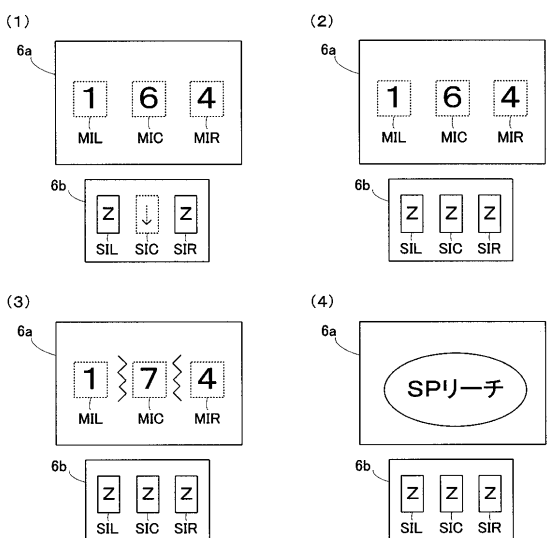 (1)
6a
1 6 4
MIL MIC MIR
6b
Z ↓ Z
SIL SIC SIR
(2)
6a
1 6 4
MIL MIC MIR
6b
Z Z Z
SIL SIC SIR
(3)
6a
1 7 4
MIL MIC MIR
6b
Z Z Z
SIL SIC SIR
(4)
6a
SPリーチ
6b
Z Z Z
SIL SIC SIR